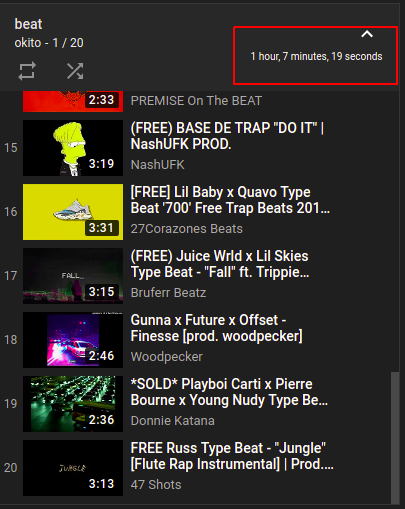 beat
okito - 1 / 20
1 hour, 7 minutes, 19 seconds
2:33
PREMISE On The BEAT
15
3:19
(FREE) BASE DE TRAP "DO IT" |
NashUFK PROD.
NashUFK
16
3:31
[FREE] Lil Baby x Quavo Type
Beat '700' Free Trap Beats 201...
27Corazones Beats
17
FALL_
3:15
(FREE) Juice Wrld x Lil Skies
Type Beat - "Fall" ft. Trippie...
Bruferr Beatz
18
2:46
Gunna x Future x Offset -
Finesse [prod. woodpecker]
Woodpecker
19
2:36
*SOLD* Playboi Carti x Pierre
Bourne x Young Nudy Type Be...
Donnie Katana
20
JUNGLE
3:13
FREE Russ Type Beat - "Jungle"
[Flute Rap Instrumental] | Prod....
47 Shots